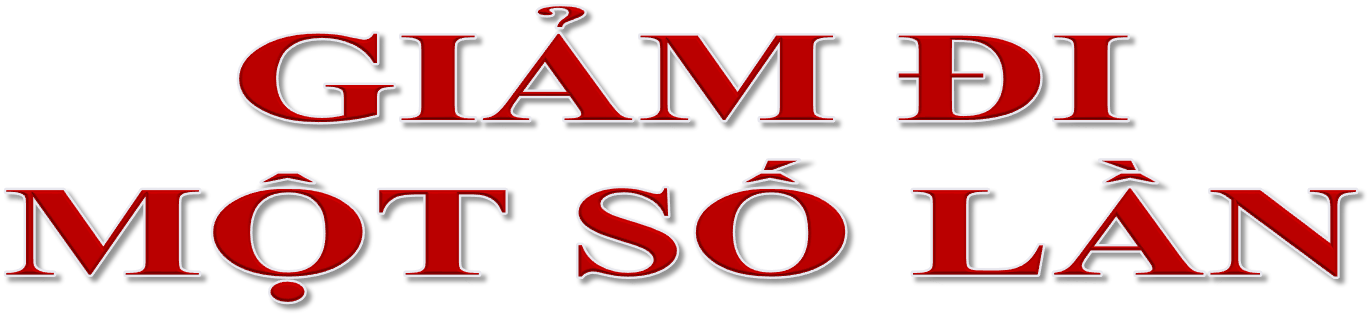 GIẢM ĐI
MỘT SỐ LẦN